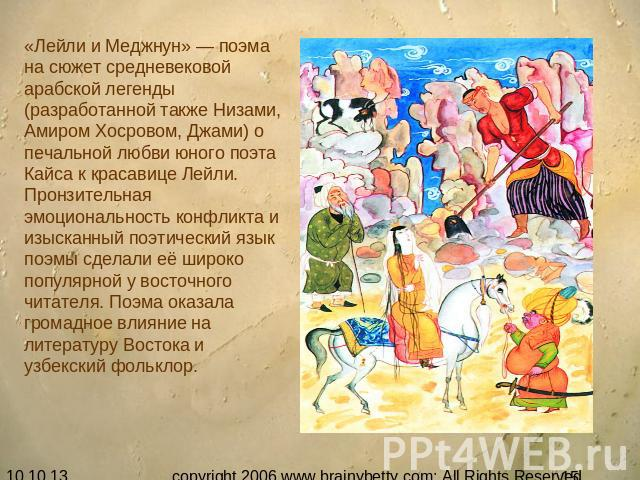 «Лейли и Меджнун» — поэма
на сюжет средневековой
арабской легенды
(разработанной также Низами,
Амиром Хосровом, Джами) о
печальной любви юного поэта
Кайса к красавице Лейли.
Пронзительная
эмоциональность конфликта и
изысканный поэтический язык
поэмы сделали её широко
популярной у восточного
читателя. Поэма оказала
громадное влияние на
литературу Востока и
узбекский фольклор.
PPt4WEB.ru
10.10.13 copyright 2006 www.brainybetty.com; All Rights Reserved 15